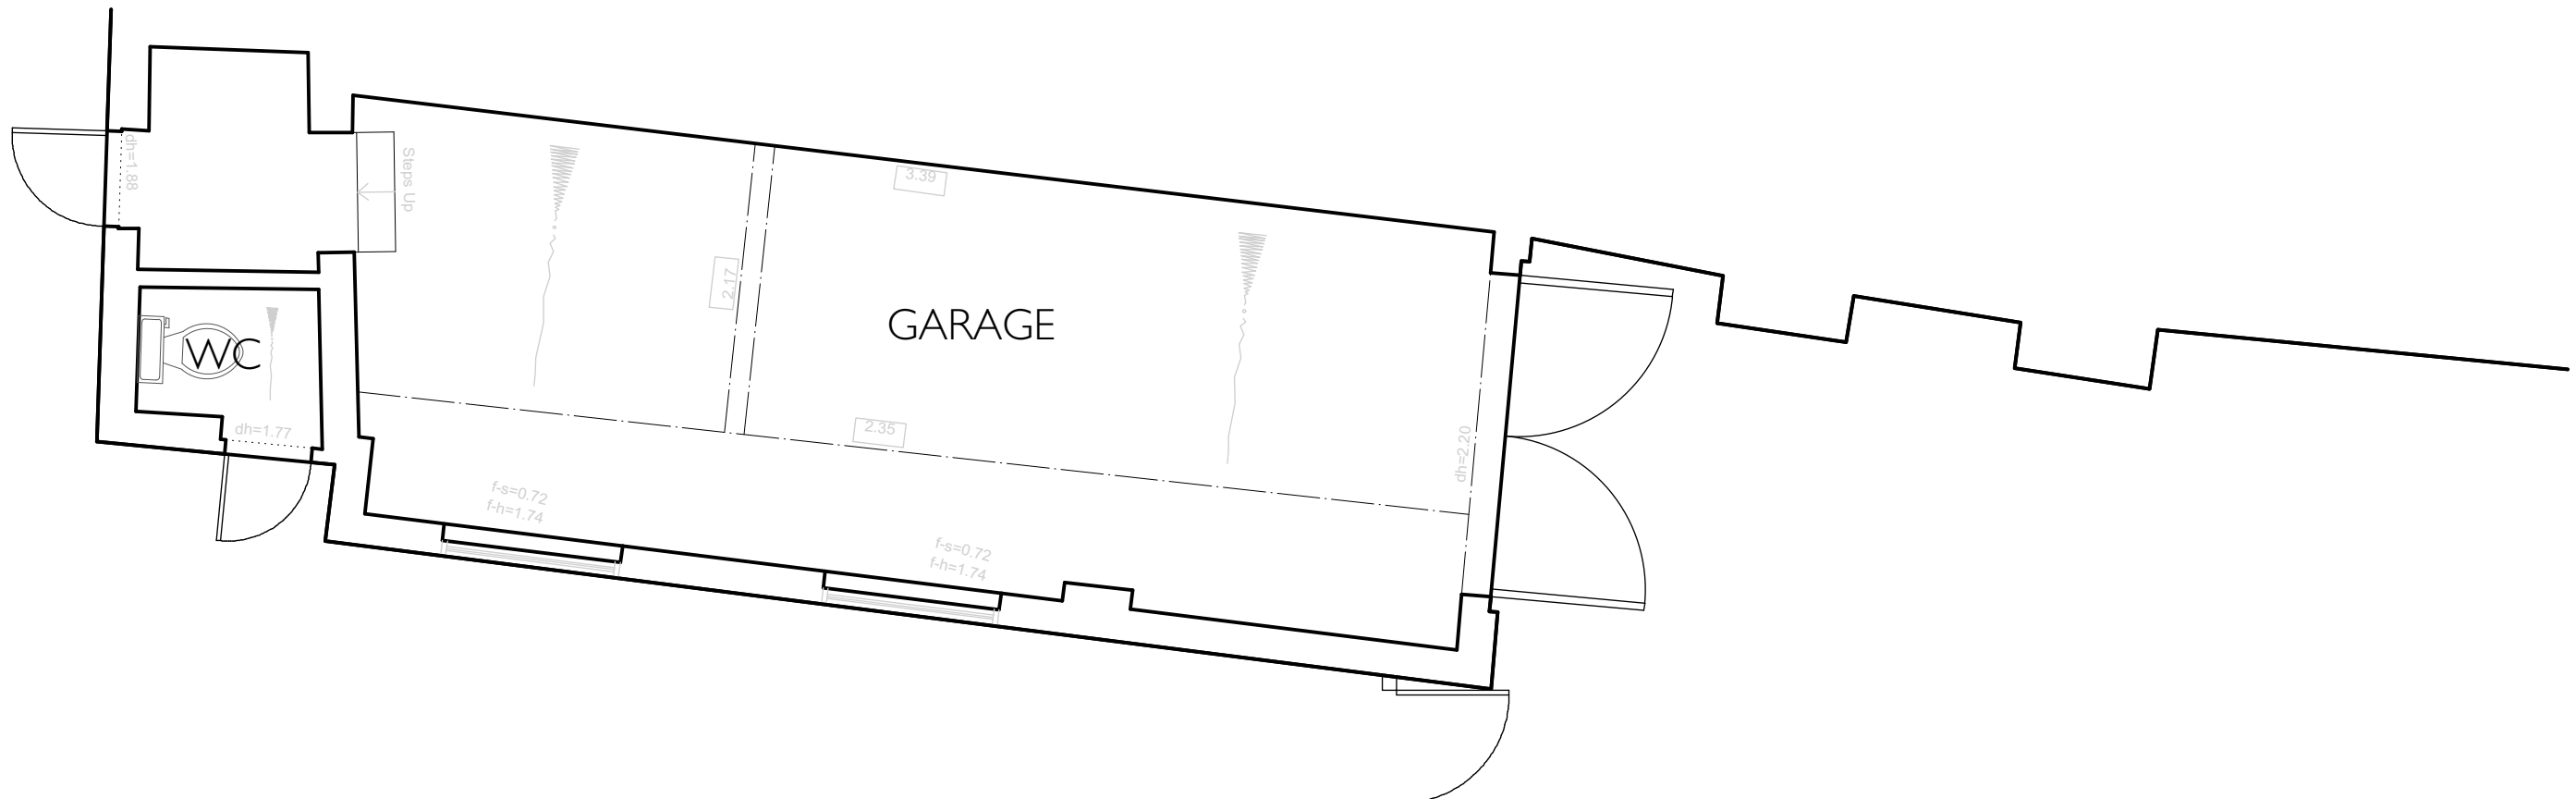 dh=1.88
Steps Up
3.39
2.17
GARAGE
WC
dh=1.77
2.35
dh=2.20
f-s=0.72
f-h=1.74
f-s=0.72
f-h=1.74